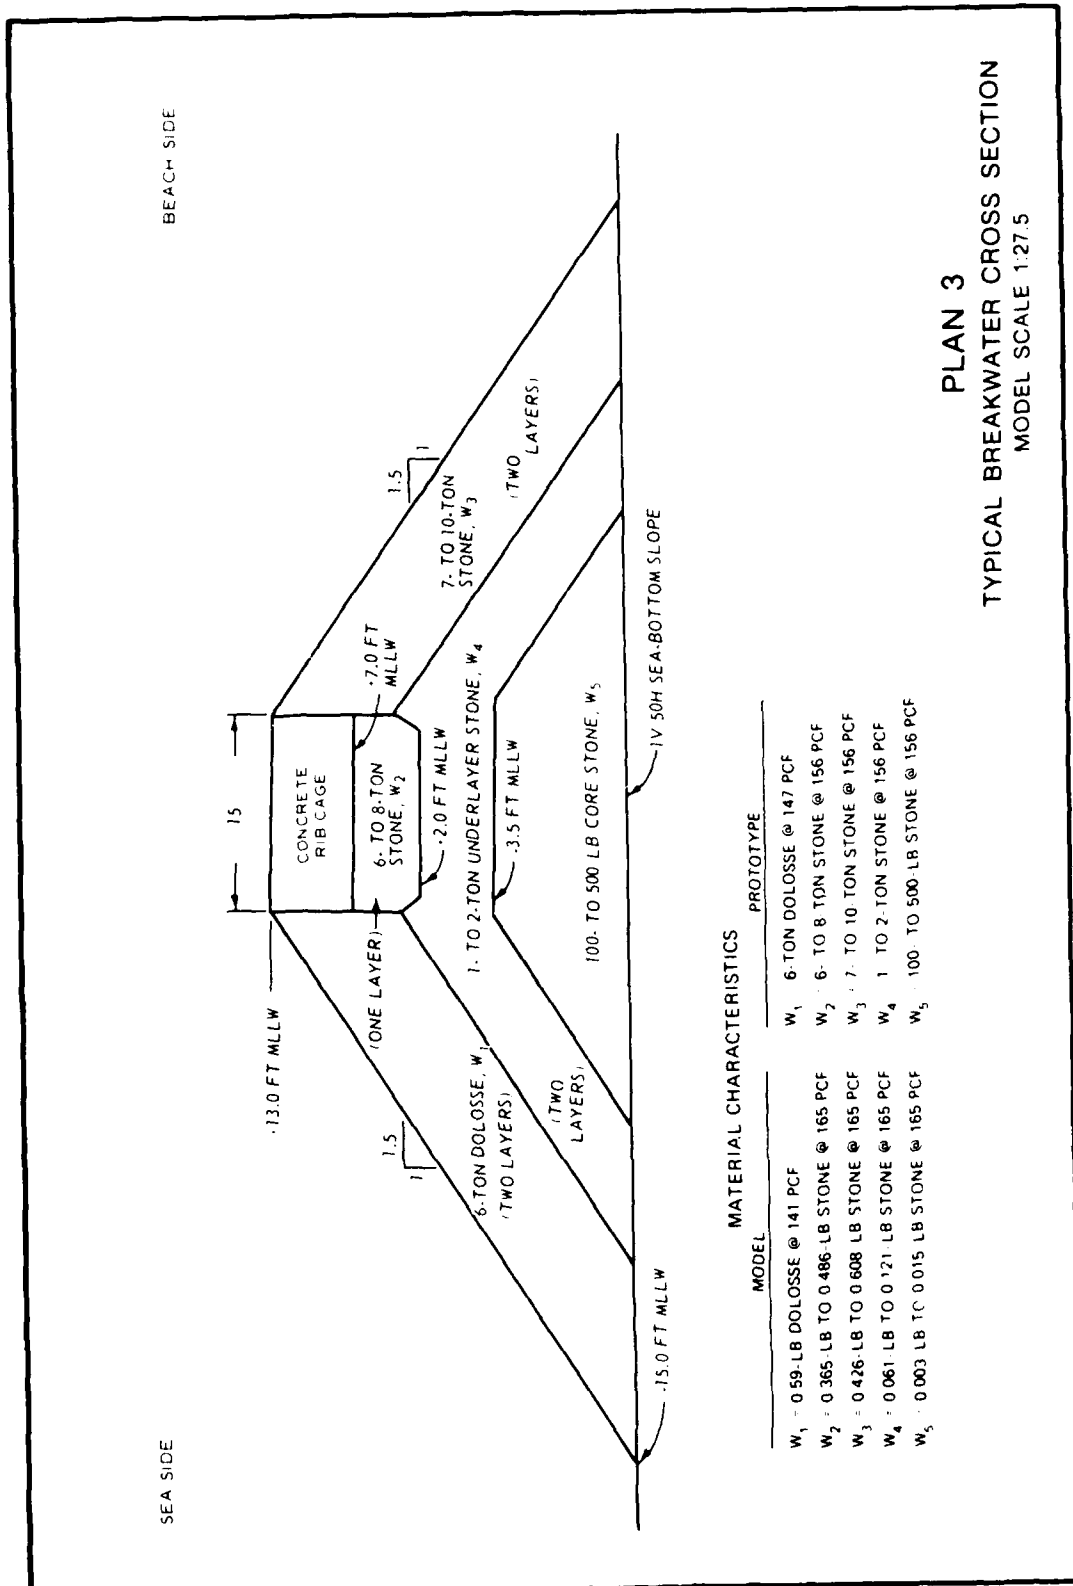 SEA SIDE
BEACH SIDE
15
·13.0 FT MLLW
CONCRETE
RIBCAGE
·7.0 FT
MLLW
6- TO 8-TON
STONE, W2
(ONE LAYER)
·2.0 FT MLLW
1.5
1
1.5
1
7- TO 10-TON
STONE, W3
(TWO
LAYERS)
6-TON DOLOSSE, W1
(TWO LAYERS)
1- TO 2-TON UNDERLAYER STONE, W4
(TWO
LAYERS)
-3.5 FT MLLW
100- TO 500 LB CORE STONE, W5
-15.0 FT MLLW
1V 50H SEA-BOTTOM SLOPE
MATERIAL CHARACTERISTICS
MODEL PROTOTYPE
W1 · 0 59-LB DOLOSSE @ 141 PCF W1 6-TON DOLOSSE @ 147 PCF
W2 = 0 365-LB TO 0 486-LB STONE @ 165 PCF W2 · 6- TO 8 TON STONE @ 156 PCF
W3 = 0 426-LB TO 0 608 LB STONE @ 165 PCF W3 = 7- TO 10-TON STONE @ 156 PCF
W4 = 0 061-LB TO 0 121-LB STONE @ 165 PCF W4 1 TO 2-TON STONE @ 156 PCF
W5 · 0 003 LB TO 0 015 LB STONE @ 165 PCF W5 · 100- TO 500-LB STONE @ 156 PCF
PLAN 3
TYPICAL BREAKWATER CROSS SECTION
MODEL SCALE 1:27.5